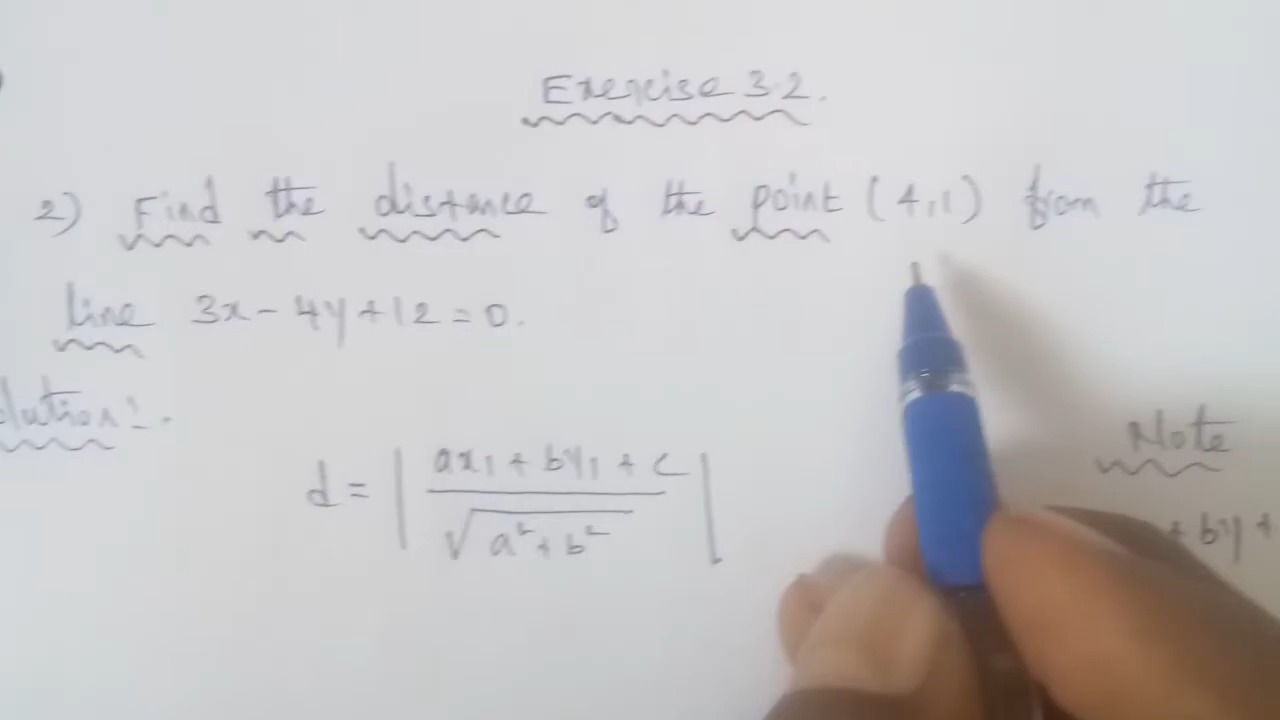 Exercise 3.2.
2) Find the distance of the point (4,1) from the
line 3x - 4y + 12 = 0.
lution:-
d = | ax₁ + by₁ + c / √a² + b² |
Note
+ by +